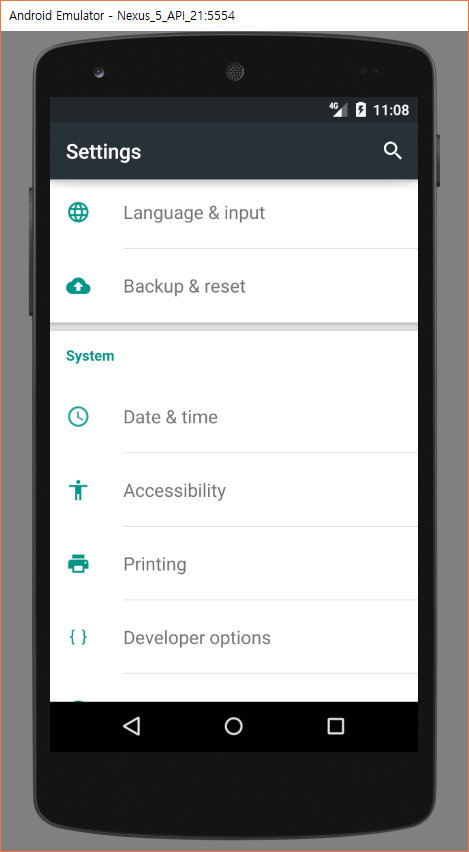 Android Emulator - Nexus_5_API_21:5554
4G 11:08
Settings
Language & input
Backup & reset
System
Date & time
Accessibility
Printing
{ } Developer options